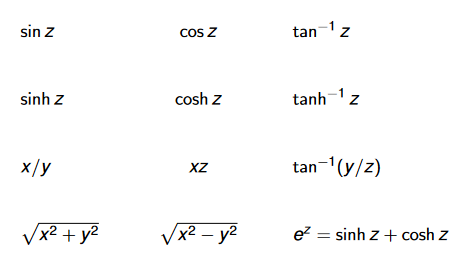 sin z cos z tan⁻¹ z
sinh z cosh z tanh⁻¹ z
x/y xz tan⁻¹(y/z)
√(x² + y²) √(x² − y²) eᶻ = sinh z + cosh z